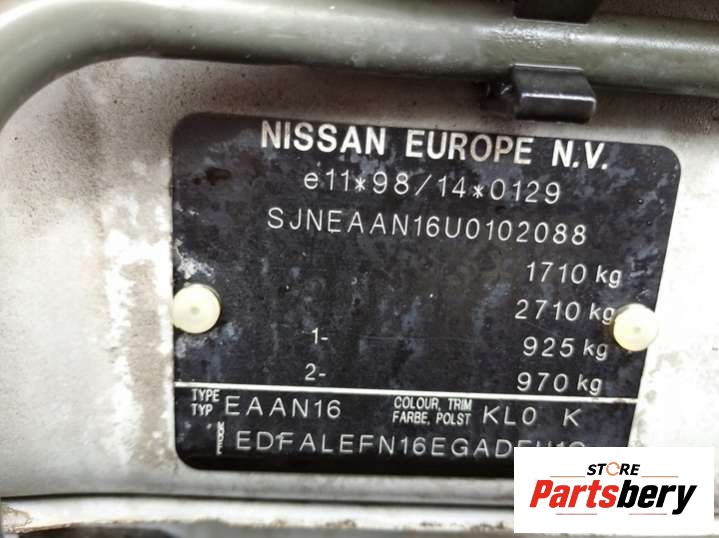 NISSAN EUROPE N.V.
e11*98/14*0129
SJNEAAN16U0102088
1710 kg
2710 kg
1- 925 kg
2- 970 kg
TYPE
TYP EAAN16 COLOUR, TRIM
FARBE, POLST KL0 K
STORE
Partsbery